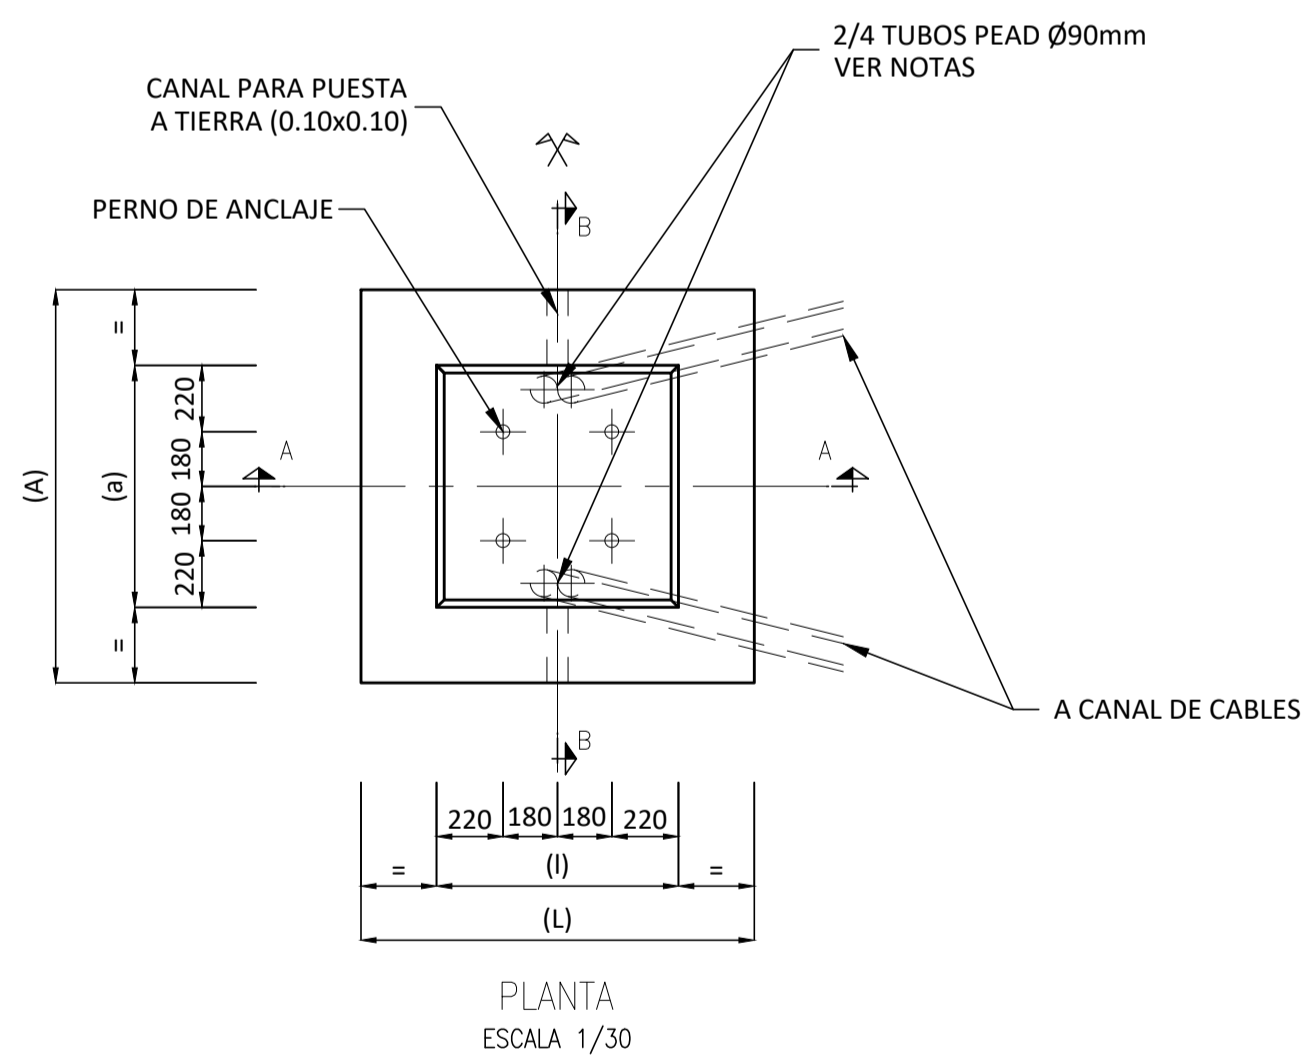 2/4 TUBOS PEAD Ø90mm
VER NOTAS
CANAL PARA PUESTA
A TIERRA (0.10x0.10)
PERNO DE ANCLAJE
B
=
220
180
180
220
=
(a)
(A)
A
A
A CANAL DE CABLES
B
220
180
180
220
=
(l)
=
(L)
PLANTA
ESCALA 1/30